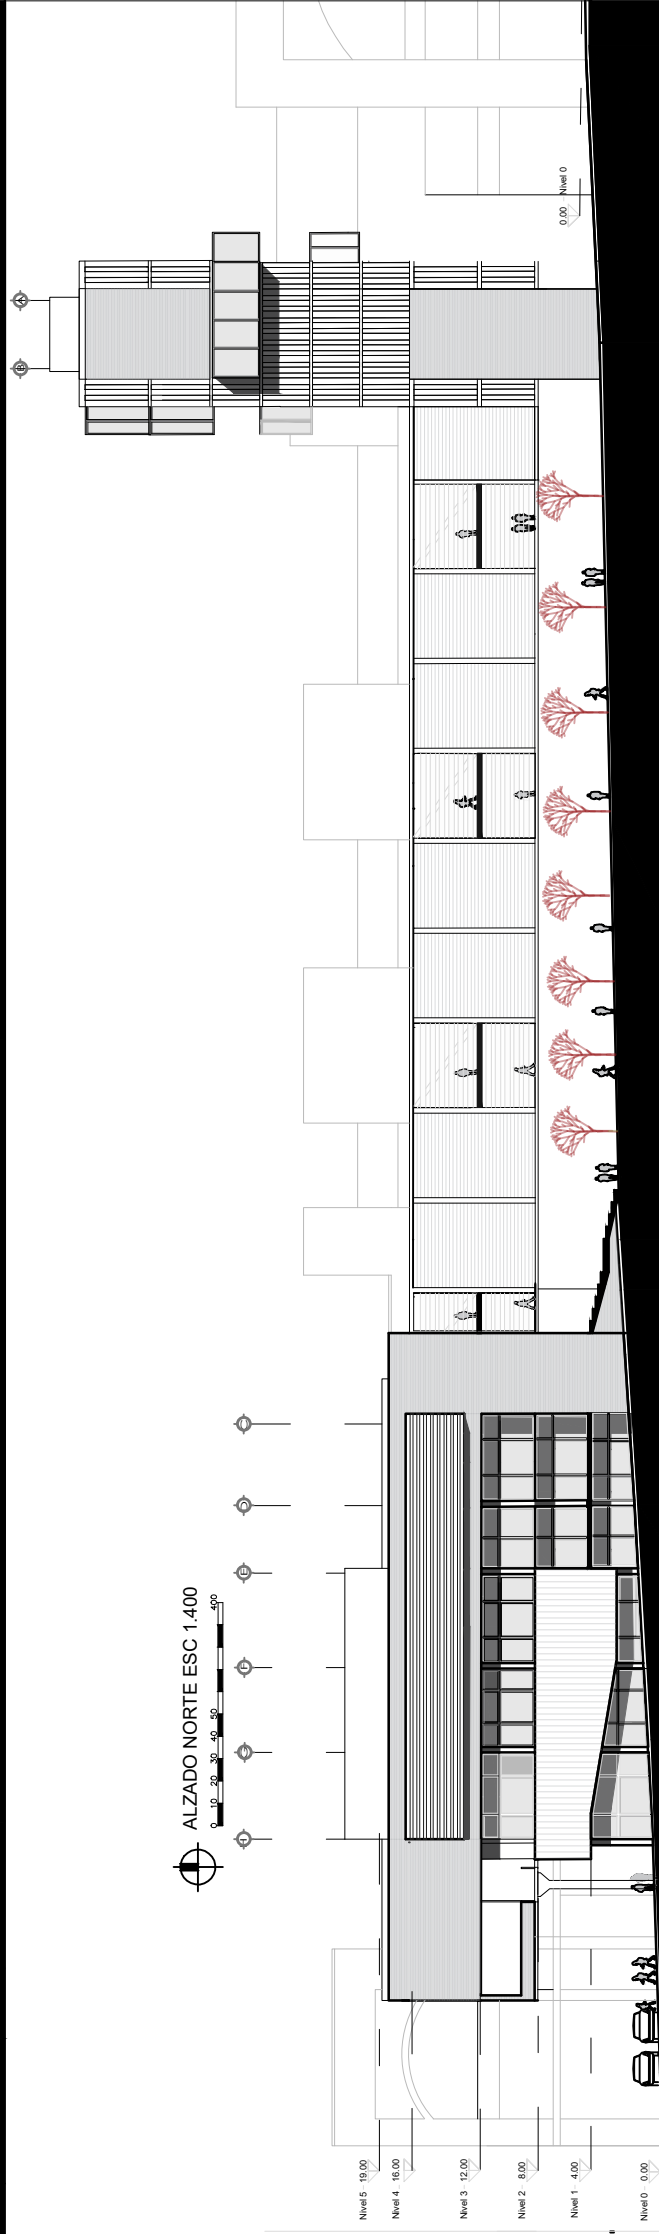 B A
ALZADO NORTE ESC 1.400
0 10 20 30 40 50 400
H G F E D C
Nivel 5 - 19.00
Nivel 4 - 16.00
Nivel 3 - 12.00
Nivel 2 - 8.00
Nivel 1 - 4.00
Nivel 0 - 0.00
0.00 - Nivel 0